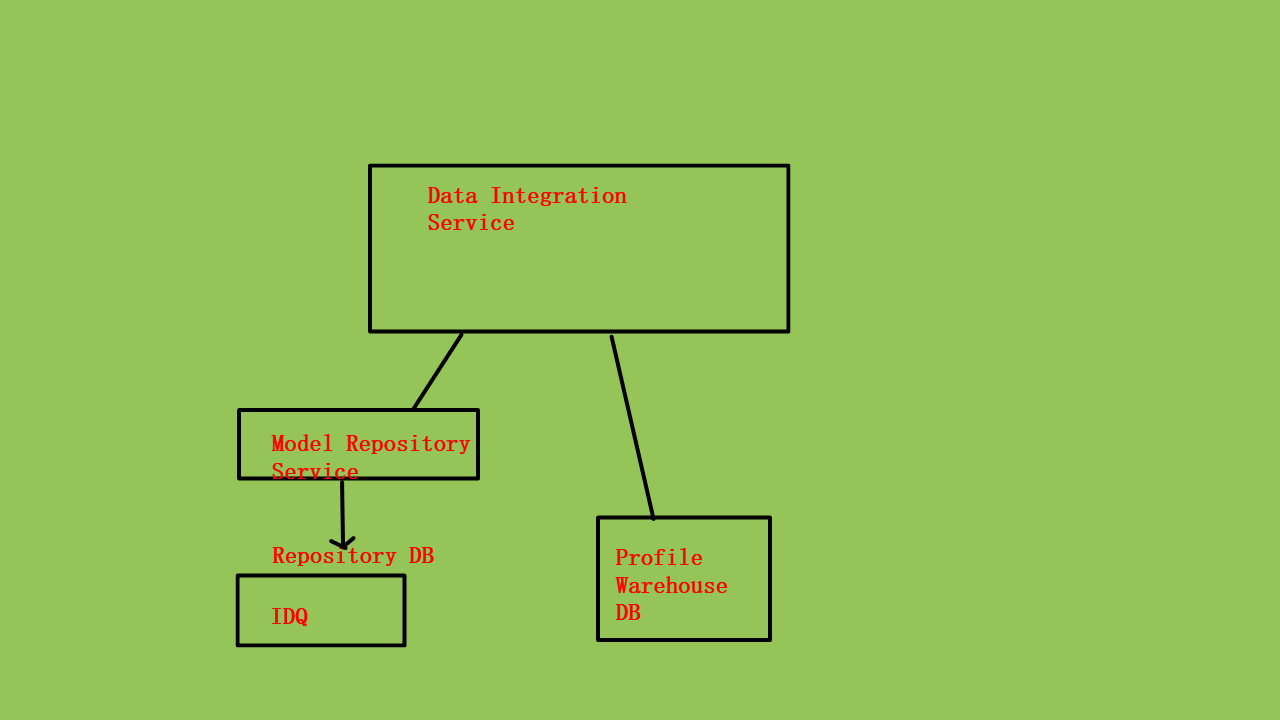 Data Integration
Service
Model Repository
Service
Repository DB
IDQ
Profile
Warehouse
DB